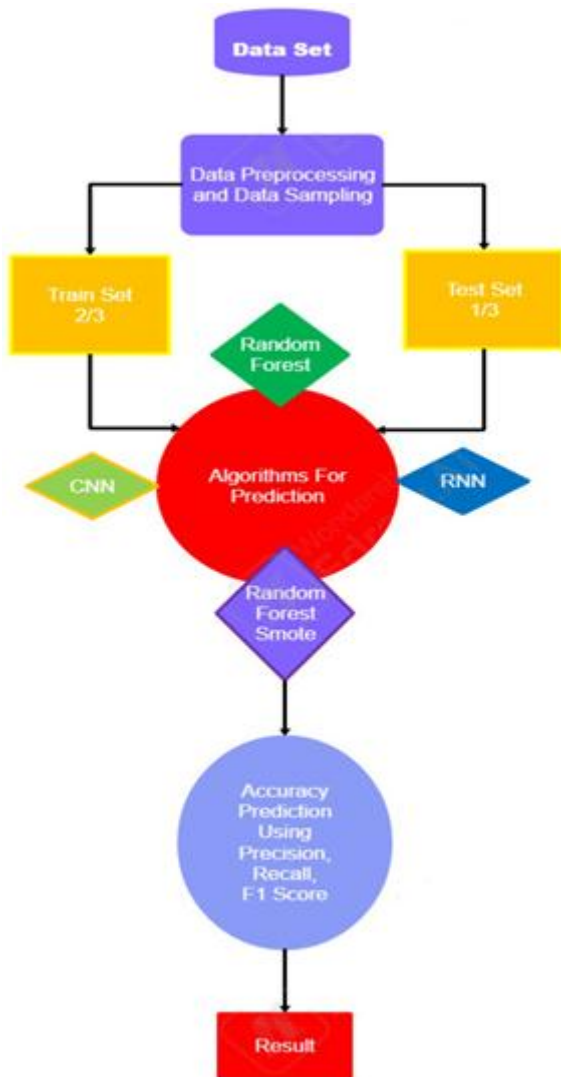 Data Set
Data Preprocessing
and Data Sampling
Train Set
2/3
Test Set
1/3
Random
Forest
CNN
Algorithms For
Prediction
RNN
Random
Forest
Smote
Accuracy
Prediction
Using
Precision,
Recall,
F1 Score
Result